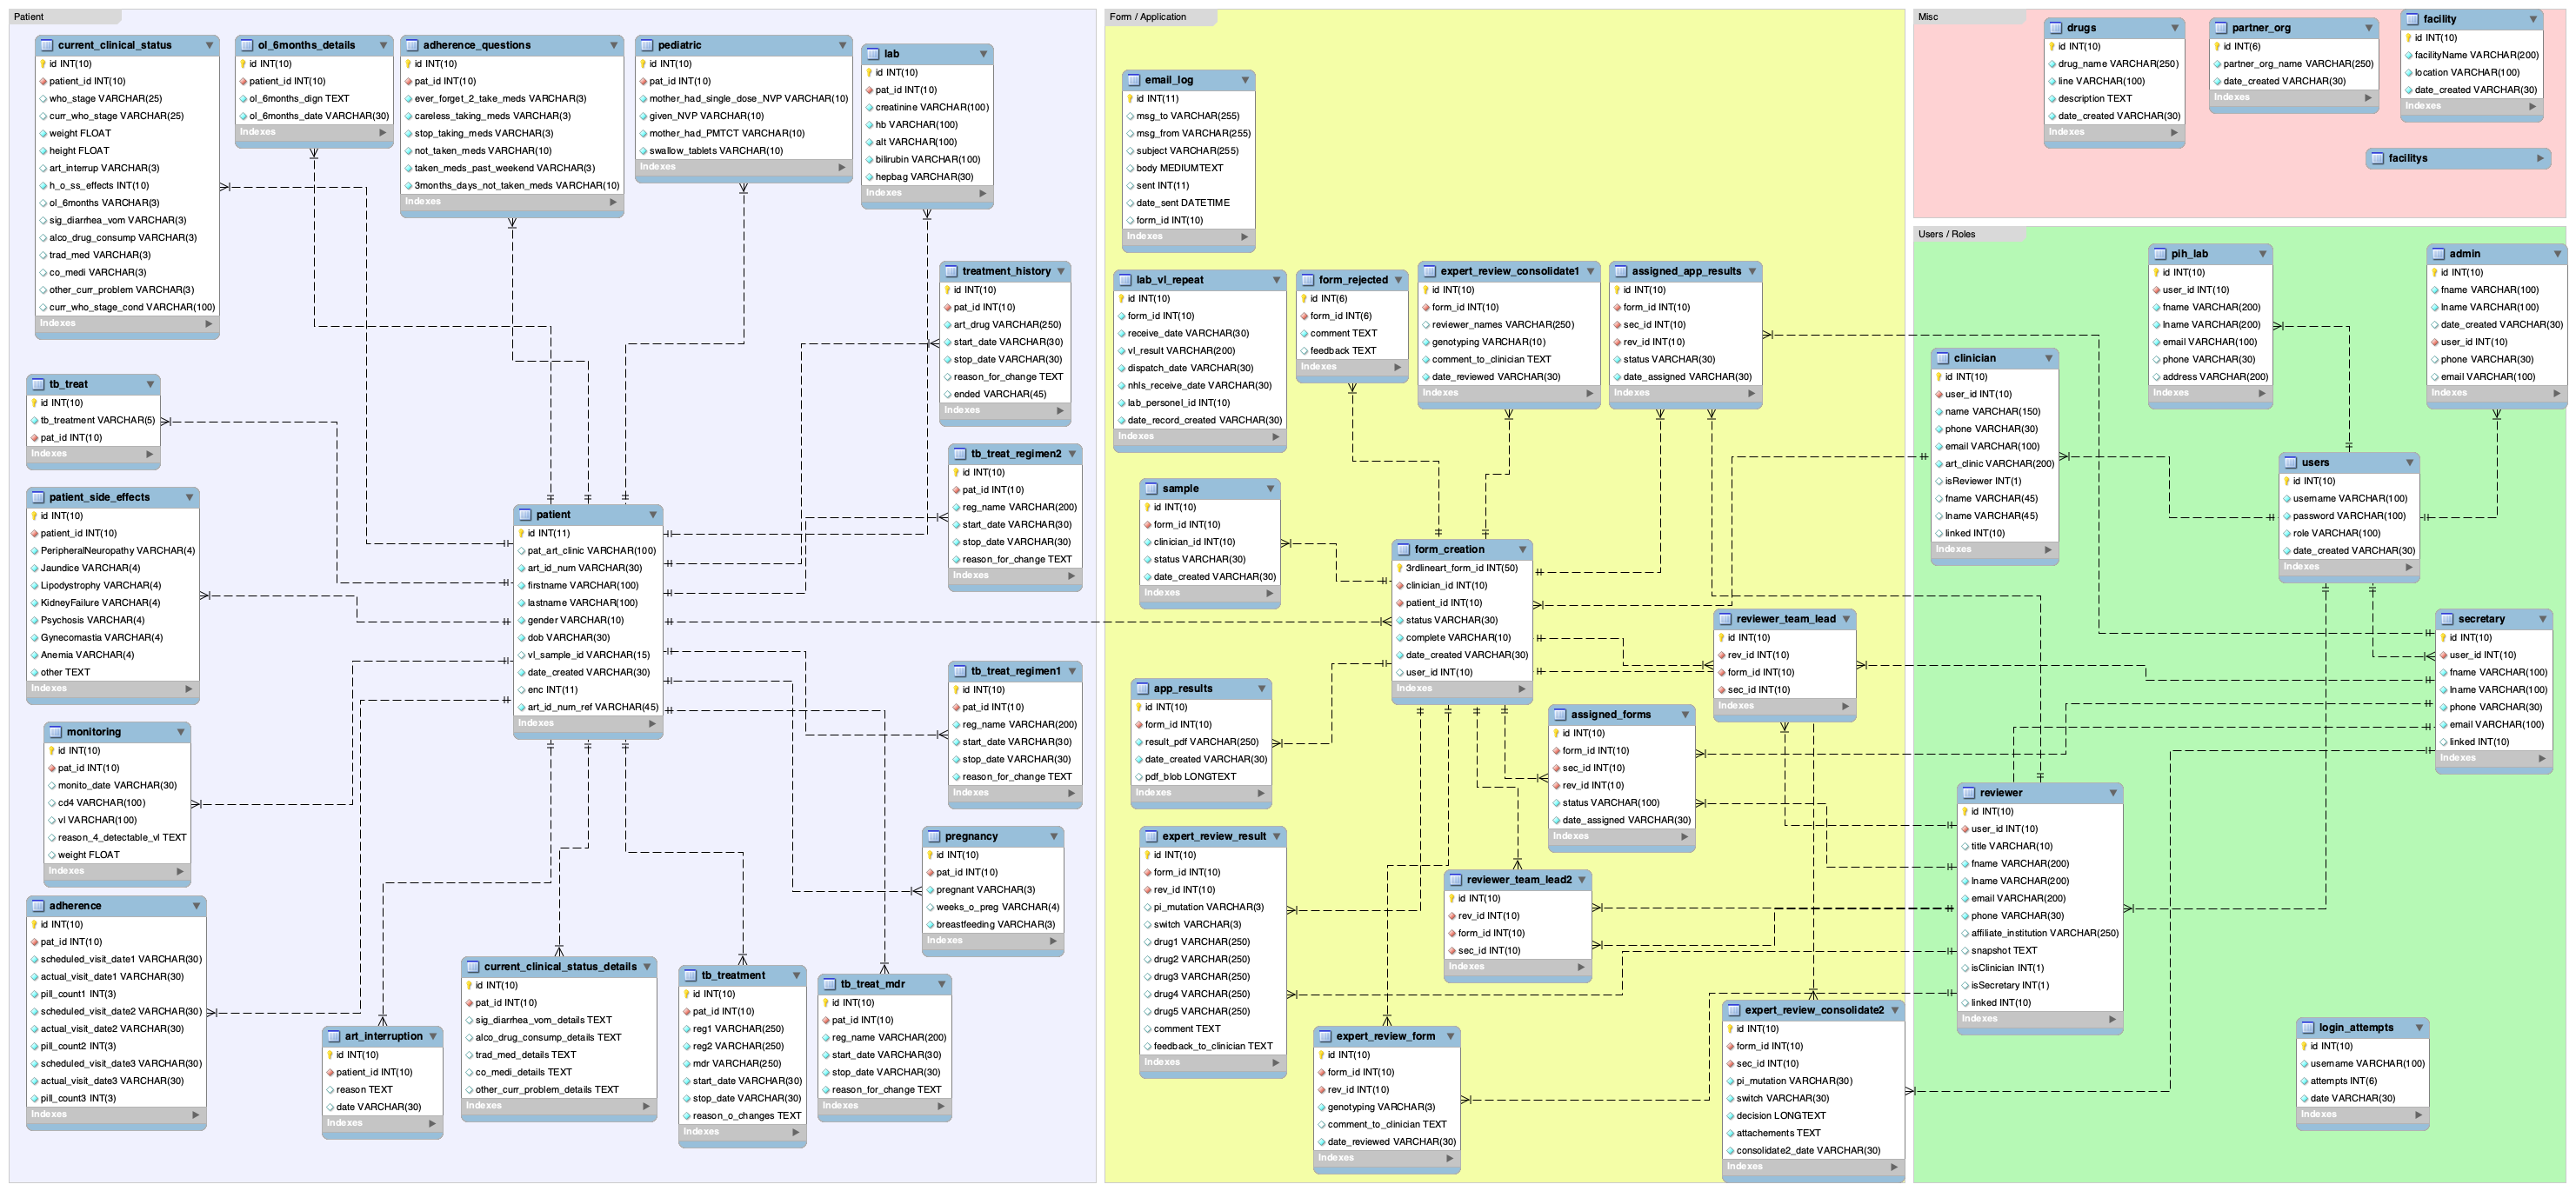 Patient
current_clinical_status
id INT(10)
patient_id INT(10)
who_stage VARCHAR(25)
curr_who_stage VARCHAR(25)
weight FLOAT
height FLOAT
art_interrup VARCHAR(3)
h_o_ss_effects INT(10)
ol_6months VARCHAR(3)
sig_diarrhea_vom VARCHAR(3)
alco_drug_consump VARCHAR(3)
trad_med VARCHAR(3)
co_medi VARCHAR(3)
other_curr_problem VARCHAR(3)
curr_who_stage_cond VARCHAR(100)
Indexes
ol_6months_details
id INT(10)
patient_id INT(10)
ol_6months_dign TEXT
ol_6months_date VARCHAR(30)
Indexes
adherence_questions
id INT(10)
pat_id INT(10)
ever_forget_2_take_meds VARCHAR(3)
careless_taking_meds VARCHAR(3)
stop_taking_meds VARCHAR(3)
not_taken_meds VARCHAR(10)
taken_meds_past_weekend VARCHAR(3)
3months_days_not_taken_meds VARCHAR(10)
Indexes
pediatric
id INT(10)
pat_id INT(10)
mother_had_single_dose_NVP VARCHAR(10)
given_NVP VARCHAR(10)
mother_had_PMTCT VARCHAR(10)
swallow_tablets VARCHAR(10)
Indexes
lab
id INT(10)
pat_id INT(10)
creatinine VARCHAR(100)
hb VARCHAR(100)
alt VARCHAR(100)
bilirubin VARCHAR(100)
hepbag VARCHAR(30)
Indexes
treatment_history
id INT(10)
pat_id INT(10)
art_drug VARCHAR(250)
start_date VARCHAR(30)
stop_date VARCHAR(30)
reason_for_change TEXT
ended VARCHAR(45)
Indexes
tb_treat
id INT(10)
tb_treatment VARCHAR(5)
pat_id INT(10)
Indexes
tb_treat_regimen2
id INT(10)
pat_id INT(10)
reg_name VARCHAR(200)
start_date VARCHAR(30)
stop_date VARCHAR(30)
reason_for_change TEXT
Indexes
patient_side_effects
id INT(10)
patient_id INT(10)
PeripheralNeuropathy VARCHAR(4)
Jaundice VARCHAR(4)
Lipodystrophy VARCHAR(4)
KidneyFailure VARCHAR(4)
Psychosis VARCHAR(4)
Gynecomastia VARCHAR(4)
Anemia VARCHAR(4)
other TEXT
Indexes
patient
id INT(11)
pat_art_clinic VARCHAR(100)
art_id_num VARCHAR(30)
firstname VARCHAR(100)
lastname VARCHAR(100)
gender VARCHAR(10)
dob VARCHAR(30)
vl_sample_id VARCHAR(15)
date_created VARCHAR(30)
enc INT(11)
art_id_num_ref VARCHAR(45)
Indexes
tb_treat_regimen1
id INT(10)
pat_id INT(10)
reg_name VARCHAR(200)
start_date VARCHAR(30)
stop_date VARCHAR(30)
reason_for_change TEXT
Indexes
monitoring
id INT(10)
pat_id INT(10)
monito_date VARCHAR(30)
cd4 VARCHAR(100)
vl VARCHAR(100)
reason_4_detectable_vl TEXT
weight FLOAT
Indexes
pregnancy
id INT(10)
pat_id INT(10)
pregnant VARCHAR(3)
weeks_o_preg VARCHAR(4)
breastfeeding VARCHAR(3)
Indexes
adherence
id INT(10)
pat_id INT(10)
scheduled_visit_date1 VARCHAR(30)
actual_visit_date1 VARCHAR(30)
pill_count1 INT(3)
scheduled_visit_date2 VARCHAR(30)
actual_visit_date2 VARCHAR(30)
pill_count2 INT(3)
scheduled_visit_date3 VARCHAR(30)
actual_visit_date3 VARCHAR(30)
pill_count3 INT(3)
Indexes
art_interruption
id INT(10)
patient_id INT(10)
reason TEXT
date VARCHAR(30)
Indexes
current_clinical_status_details
id INT(10)
pat_id INT(10)
sig_diarrhea_vom_details TEXT
alco_drug_consump_details TEXT
trad_med_details TEXT
co_medi_details TEXT
other_curr_problem_details TEXT
Indexes
tb_treatment
id INT(10)
pat_id INT(10)
reg1 VARCHAR(250)
reg2 VARCHAR(250)
mdr VARCHAR(250)
start_date VARCHAR(30)
stop_date VARCHAR(30)
reason_o_changes TEXT
Indexes
tb_treat_mdr
id INT(10)
pat_id INT(10)
reg_name VARCHAR(200)
start_date VARCHAR(30)
stop_date VARCHAR(30)
reason_for_change TEXT
Indexes
Form / Application
email_log
id INT(11)
msg_to VARCHAR(255)
msg_from VARCHAR(255)
subject VARCHAR(255)
body MEDIUMTEXT
sent INT(11)
date_sent DATETIME
form_id INT(10)
Indexes
lab_vl_repeat
id INT(10)
form_id INT(10)
receive_date VARCHAR(30)
vl_result VARCHAR(200)
dispatch_date VARCHAR(30)
nhls_receive_date VARCHAR(30)
lab_personel_id INT(10)
date_record_created VARCHAR(30)
Indexes
form_rejected
id INT(6)
form_id INT(6)
comment TEXT
feedback TEXT
Indexes
expert_review_consolidate1
id INT(10)
form_id INT(10)
reviewer_names VARCHAR(250)
genotyping VARCHAR(10)
comment_to_clinician TEXT
date_reviewed VARCHAR(30)
Indexes
assigned_app_results
id INT(10)
form_id INT(10)
sec_id INT(10)
rev_id INT(10)
status VARCHAR(30)
date_assigned VARCHAR(30)
Indexes
sample
id INT(10)
form_id INT(10)
clinician_id INT(10)
status VARCHAR(30)
date_created VARCHAR(30)
Indexes
form_creation
3rdlineart_form_id INT(50)
clinician_id INT(10)
patient_id INT(10)
status VARCHAR(30)
complete VARCHAR(10)
date_created VARCHAR(30)
user_id INT(10)
Indexes
reviewer_team_lead
id INT(10)
rev_id INT(10)
form_id INT(10)
sec_id INT(10)
app_results
id INT(10)
form_id INT(10)
result_pdf VARCHAR(250)
date_created VARCHAR(30)
pdf_blob LONGTEXT
Indexes
assigned_forms
id INT(10)
form_id INT(10)
sec_id INT(10)
rev_id INT(10)
status VARCHAR(100)
date_assigned VARCHAR(30)
Indexes
expert_review_result
id INT(10)
form_id INT(10)
rev_id INT(10)
pi_mutation VARCHAR(3)
switch VARCHAR(3)
drug1 VARCHAR(250)
drug2 VARCHAR(250)
drug3 VARCHAR(250)
drug4 VARCHAR(250)
drug5 VARCHAR(250)
comment TEXT
feedback_to_clinician TEXT
Indexes
reviewer_team_lead2
id INT(10)
rev_id INT(10)
form_id INT(10)
sec_id INT(10)
Indexes
expert_review_form
id INT(10)
form_id INT(10)
rev_id INT(10)
genotyping VARCHAR(3)
comment_to_clinician TEXT
date_reviewed VARCHAR(30)
Indexes
expert_review_consolidate2
id INT(10)
form_id INT(10)
sec_id INT(10)
pi_mutation VARCHAR(30)
switch VARCHAR(30)
decision LONGTEXT
attachements TEXT
consolidate2_date VARCHAR(30)
Indexes
Misc
drugs
id INT(10)
drug_name VARCHAR(250)
line VARCHAR(100)
description TEXT
date_created VARCHAR(30)
Indexes
partner_org
id INT(6)
partner_org_name VARCHAR(250)
date_created VARCHAR(30)
Indexes
facility
id INT(10)
facilityName VARCHAR(200)
location VARCHAR(100)
date_created VARCHAR(30)
Indexes
facilitys
Users / Roles
pih_lab
id INT(10)
user_id INT(10)
fname VARCHAR(200)
lname VARCHAR(200)
email VARCHAR(100)
phone VARCHAR(30)
address VARCHAR(200)
Indexes
admin
id INT(10)
fname VARCHAR(100)
lname VARCHAR(100)
date_created VARCHAR(30)
user_id INT(10)
phone VARCHAR(30)
email VARCHAR(100)
Indexes
clinician
id INT(10)
user_id INT(10)
name VARCHAR(150)
phone VARCHAR(30)
email VARCHAR(100)
art_clinic VARCHAR(200)
isReviewer INT(1)
fname VARCHAR(45)
lname VARCHAR(45)
linked INT(10)
Indexes
users
id INT(10)
username VARCHAR(100)
password VARCHAR(100)
role VARCHAR(100)
date_created VARCHAR(30)
Indexes
secretary
id INT(10)
user_id INT(10)
fname VARCHAR(100)
lname VARCHAR(100)
phone VARCHAR(30)
email VARCHAR(100)
linked INT(10)
Indexes
reviewer
id INT(10)
user_id INT(10)
title VARCHAR(10)
fname VARCHAR(200)
lname VARCHAR(200)
email VARCHAR(200)
phone VARCHAR(30)
affiliate_institution VARCHAR(250)
snapshot TEXT
isClinician INT(1)
isSecretary INT(1)
linked INT(10)
Indexes
login_attempts
id INT(10)
username VARCHAR(100)
attempts INT(6)
date VARCHAR(30)
Indexes